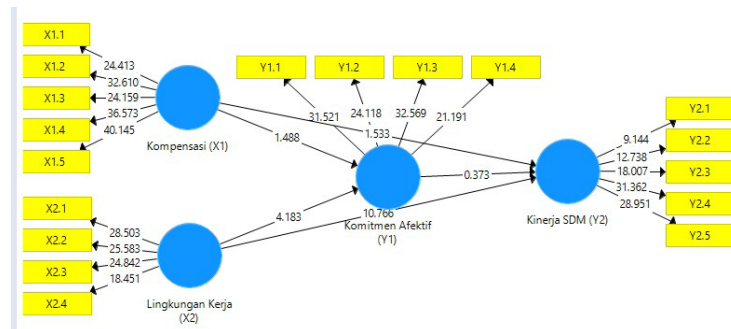 X1.1
X1.2
X1.3
X1.4
X1.5
24.413
32.610
24.159
36.573
40.145
Kompensasi (X1)
Y1.1
Y1.2
Y1.3
Y1.4
31.521
24.118
32.569
21.191
1.488
1.533
4.183
10.766
0.373
Komitmen Afektif
(Y1)
X2.1
X2.2
X2.3
X2.4
28.503
25.583
24.842
18.451
Lingkungan Kerja
(X2)
Kinerja SDM (Y2)
9.144
12.738
18.007
31.362
28.951
Y2.1
Y2.2
Y2.3
Y2.4
Y2.5